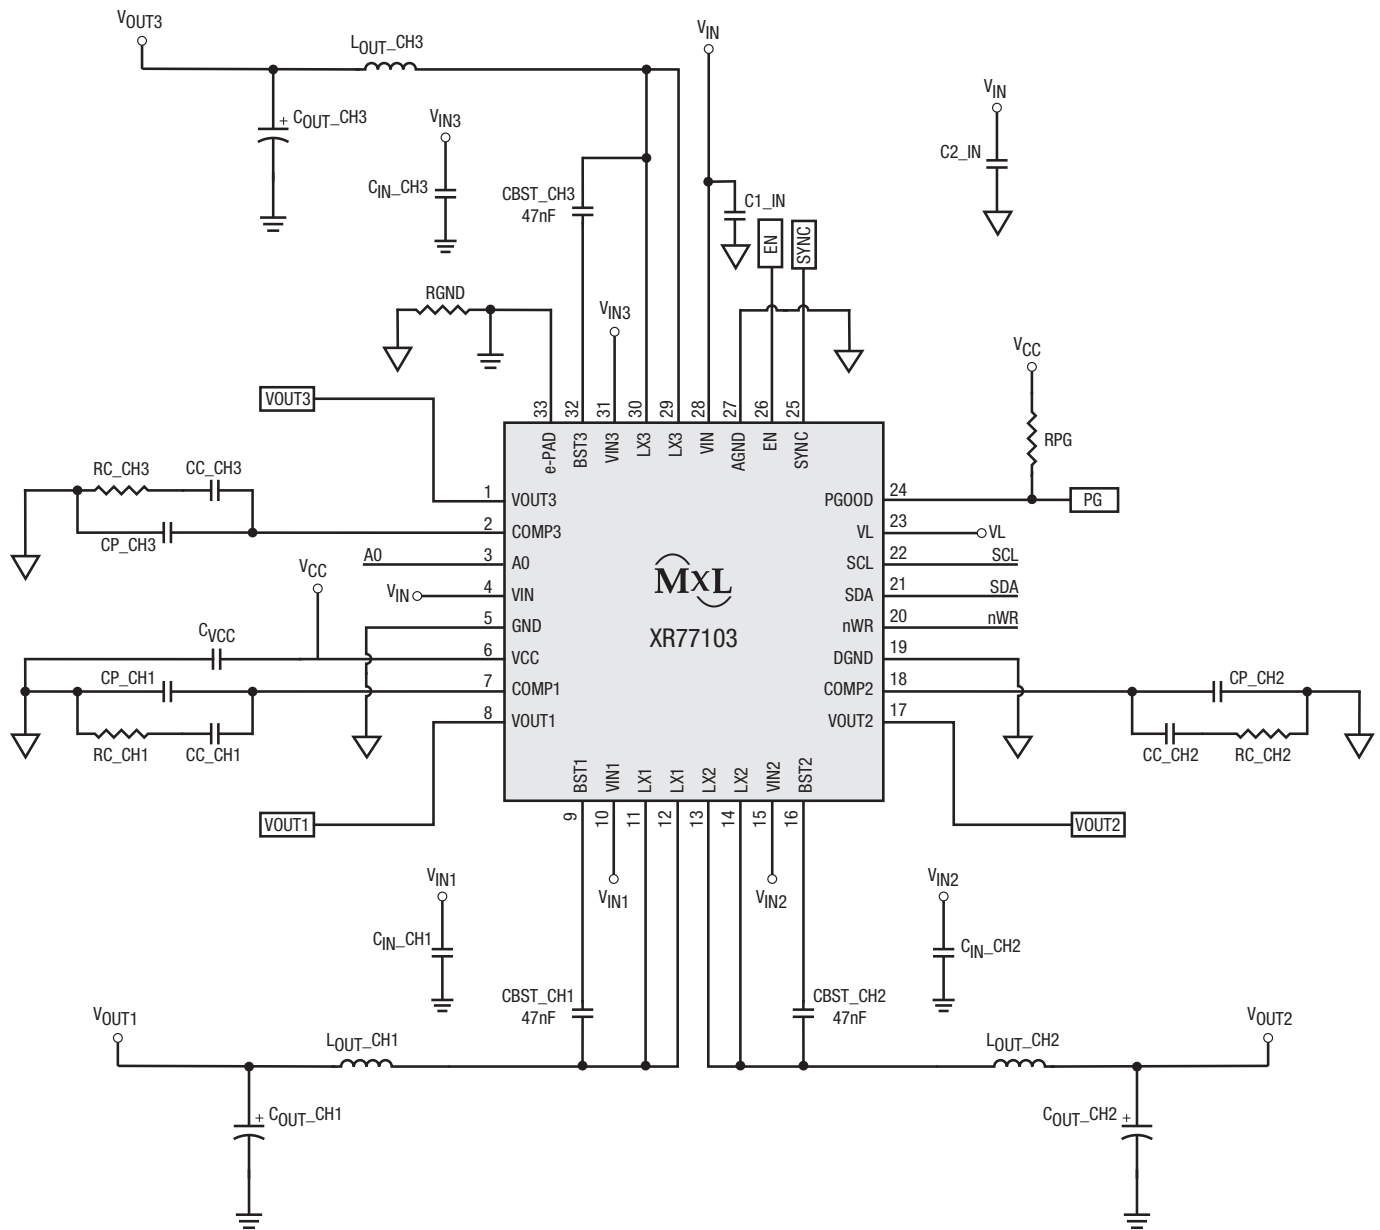 VOUT3
LOUT_CH3
VIN
+ COUT_CH3
VIN3
CIN_CH3
CBST_CH3
47nF
C1_IN
EN
SYNC
VIN
C2_IN
RGND
VIN3
VCC
RPG
VOUT3
33
32
31
30
29
28
27
26
25
e-PAD
BST3
VIN3
LX3
LX3
VIN
AGND
EN
SYNC
RC_CH3
CC_CH3
CP_CH3
1 VOUT3
2 COMP3
A0 3 A0
VCC
VIN 4 VIN
5 GND
CVCC
6 VCC
CP_CH1
7 COMP1
8 VOUT1
RC_CH1
CC_CH1
VOUT1
MxL
XR77103
PGOOD 24 PG
VL 23 VL
SCL 22 SCL
SDA 21 SDA
nWR 20 nWR
DGND 19
COMP2 18
VOUT2 17
CP_CH2
CC_CH2
RC_CH2
VOUT2
BST1
VIN1
LX1
LX1
LX2
LX2
VIN2
BST2
9
10
11
12
13
14
15
16
VIN1
VIN2
VIN1
CIN_CH1
VIN2
CIN_CH2
CBST_CH1
47nF
CBST_CH2
47nF
VOUT1
LOUT_CH1
+ COUT_CH1
LOUT_CH2
VOUT2
COUT_CH2 +